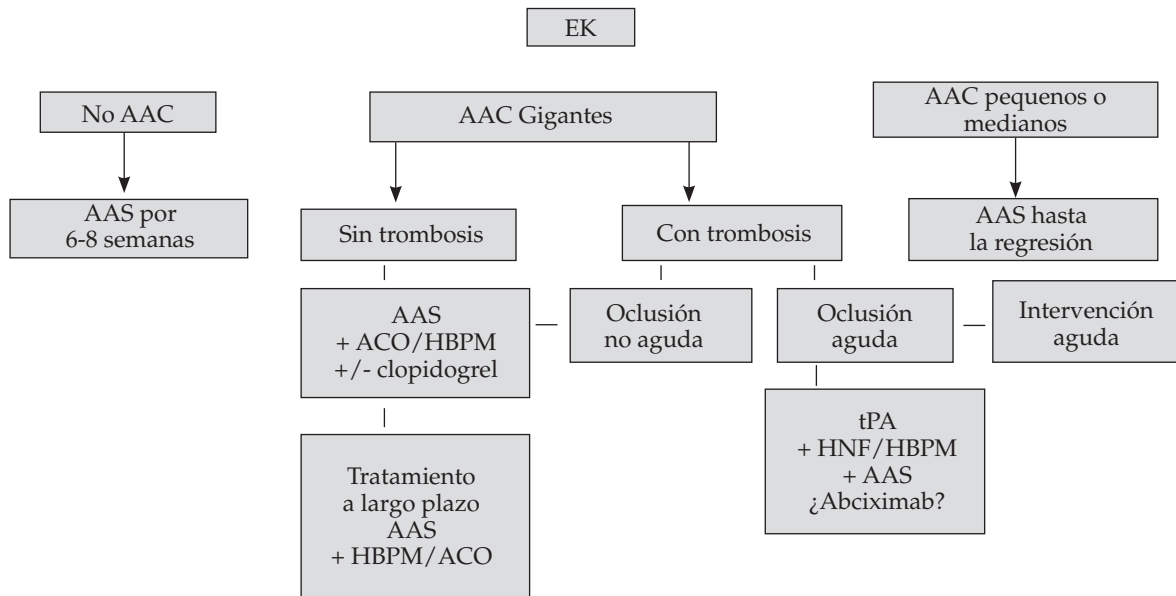 EK
No AAC
AAC Gigantes
AAC pequenos o
medianos
AAS por
6-8 semanas
Sin trombosis
Con trombosis
AAS hasta
la regresión
AAS
+ ACO/HBPM
+/- clopidogrel
Oclusión
no aguda
Oclusión
aguda
Intervención
aguda
Tratamiento
a largo plazo
AAS
+ HBPM/ACO
tPA
+ HNF/HBPM
+ AAS
¿Abciximab?